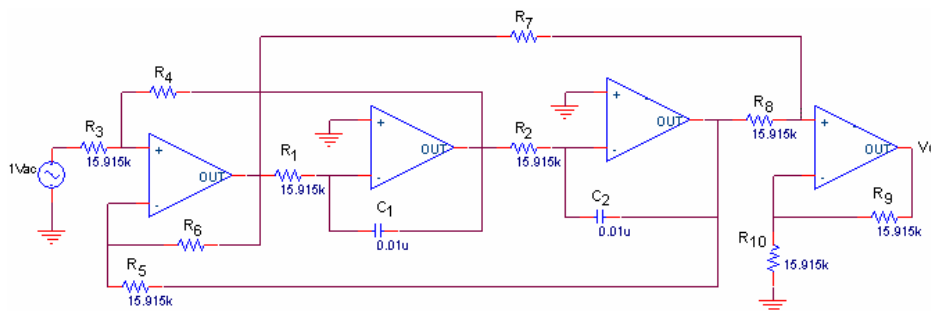 R7
R4
R3
15.915k
1Vac
+
-
OUT
R1
15.915k
+
-
OUT
C1
0.01u
R2
15.915k
+
-
OUT
C2
0.01u
R6
R5
15.915k
R8
15.915k
+
-
OUT
R9
15.915k
R10
15.915k